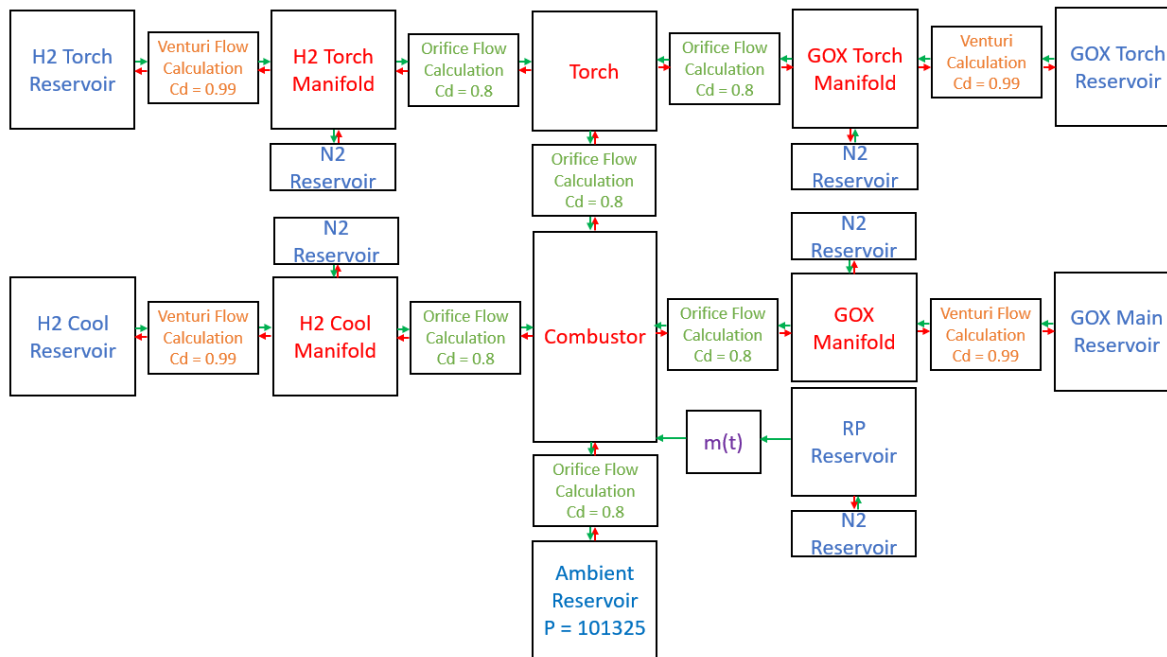 H2 Torch
Reservoir
Venturi Flow
Calculation
Cd = 0.99
H2 Torch
Manifold
Orifice Flow
Calculation
Cd = 0.8
Torch
Orifice Flow
Calculation
Cd = 0.8
GOX Torch
Manifold
Venturi
Calculation
Cd = 0.99
GOX Torch
Reservoir
N2
Reservoir
Orifice Flow
Calculation
Cd = 0.8
N2
Reservoir
N2
Reservoir
N2
Reservoir
H2 Cool
Reservoir
Venturi Flow
Calculation
Cd = 0.99
H2 Cool
Manifold
Orifice Flow
Calculation
Cd = 0.8
Combustor
Orifice Flow
Calculation
Cd = 0.8
GOX
Manifold
Venturi Flow
Calculation
Cd = 0.99
GOX Main
Reservoir
m(t)
RP
Reservoir
Orifice Flow
Calculation
Cd = 0.8
N2
Reservoir
Ambient
Reservoir
P = 101325